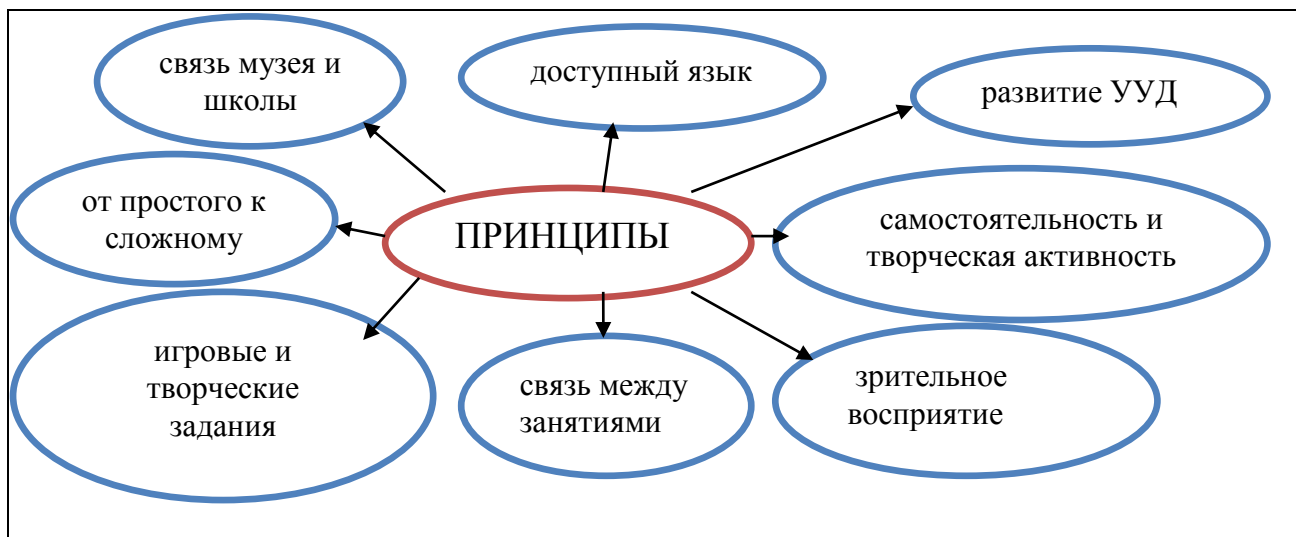 связь музея и
школы
доступный язык
развитие УУД
от простого к
сложному
ПРИНЦИПЫ
самостоятельность и
творческая активность
игровые и
творческие
задания
связь между
занятиями
зрительное
восприятие